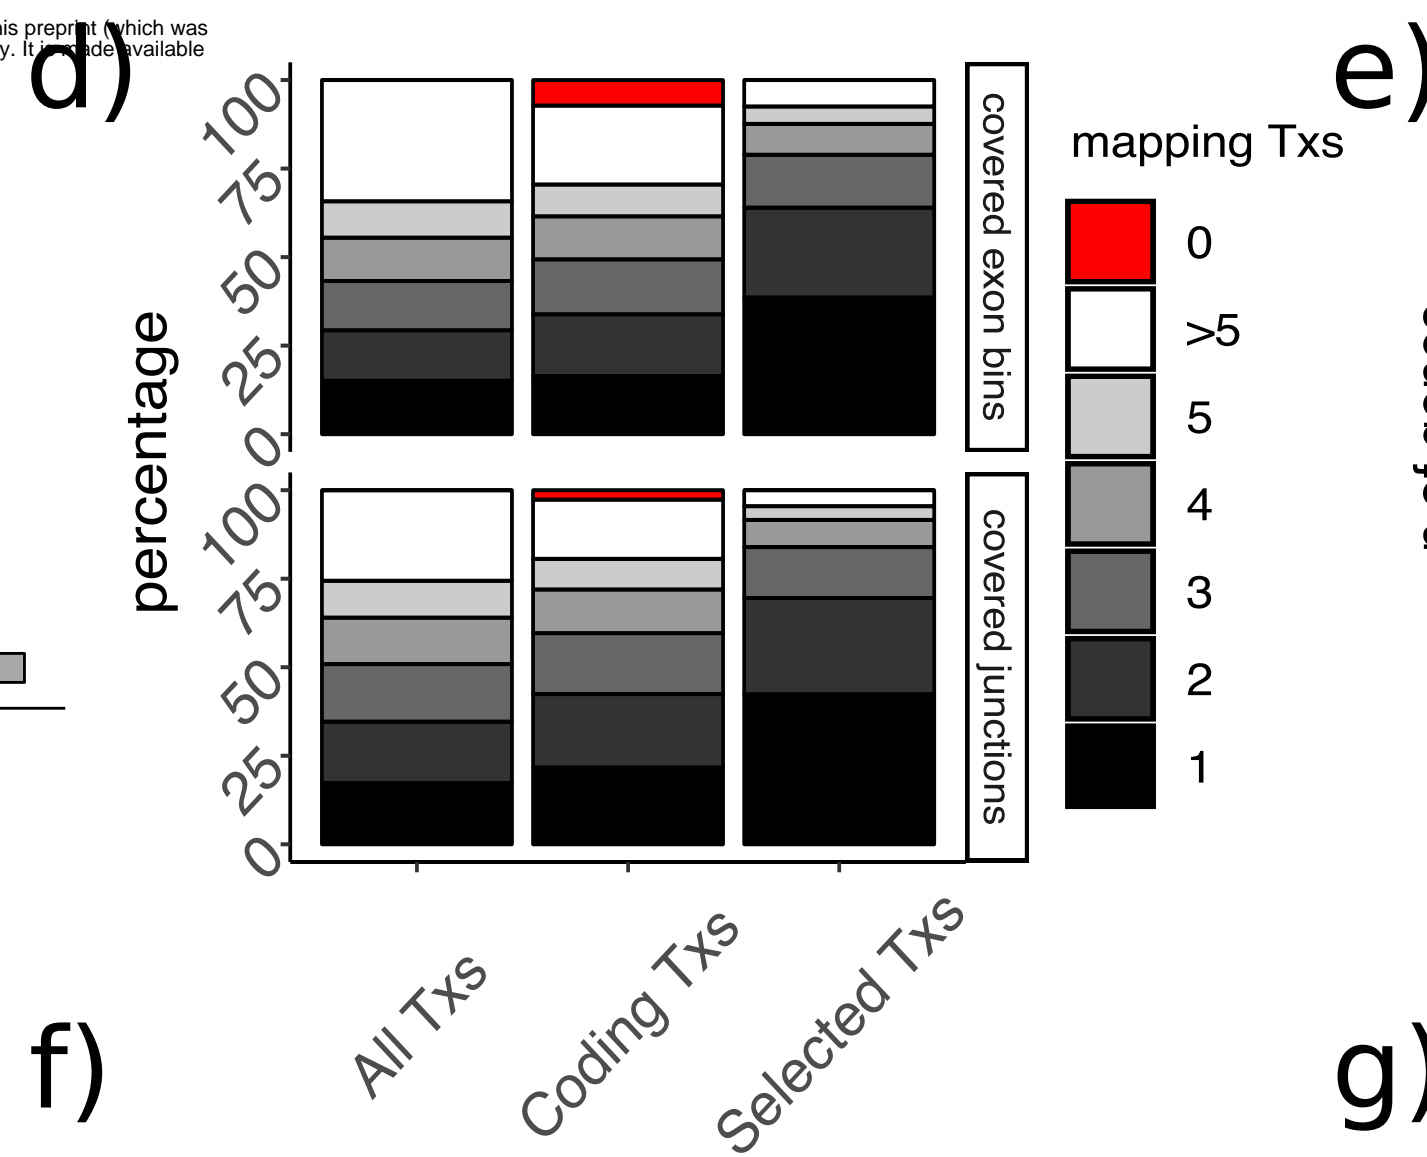 his preprint (which was
y. It is made available
d)
e)
percentage
100
75
50
25
0
covered exon bins
100
75
50
25
0
covered junctions
mapping Txs
0
>5
5
4
3
2
1
All Txs
Coding Txs
Selected Txs
f)
g)